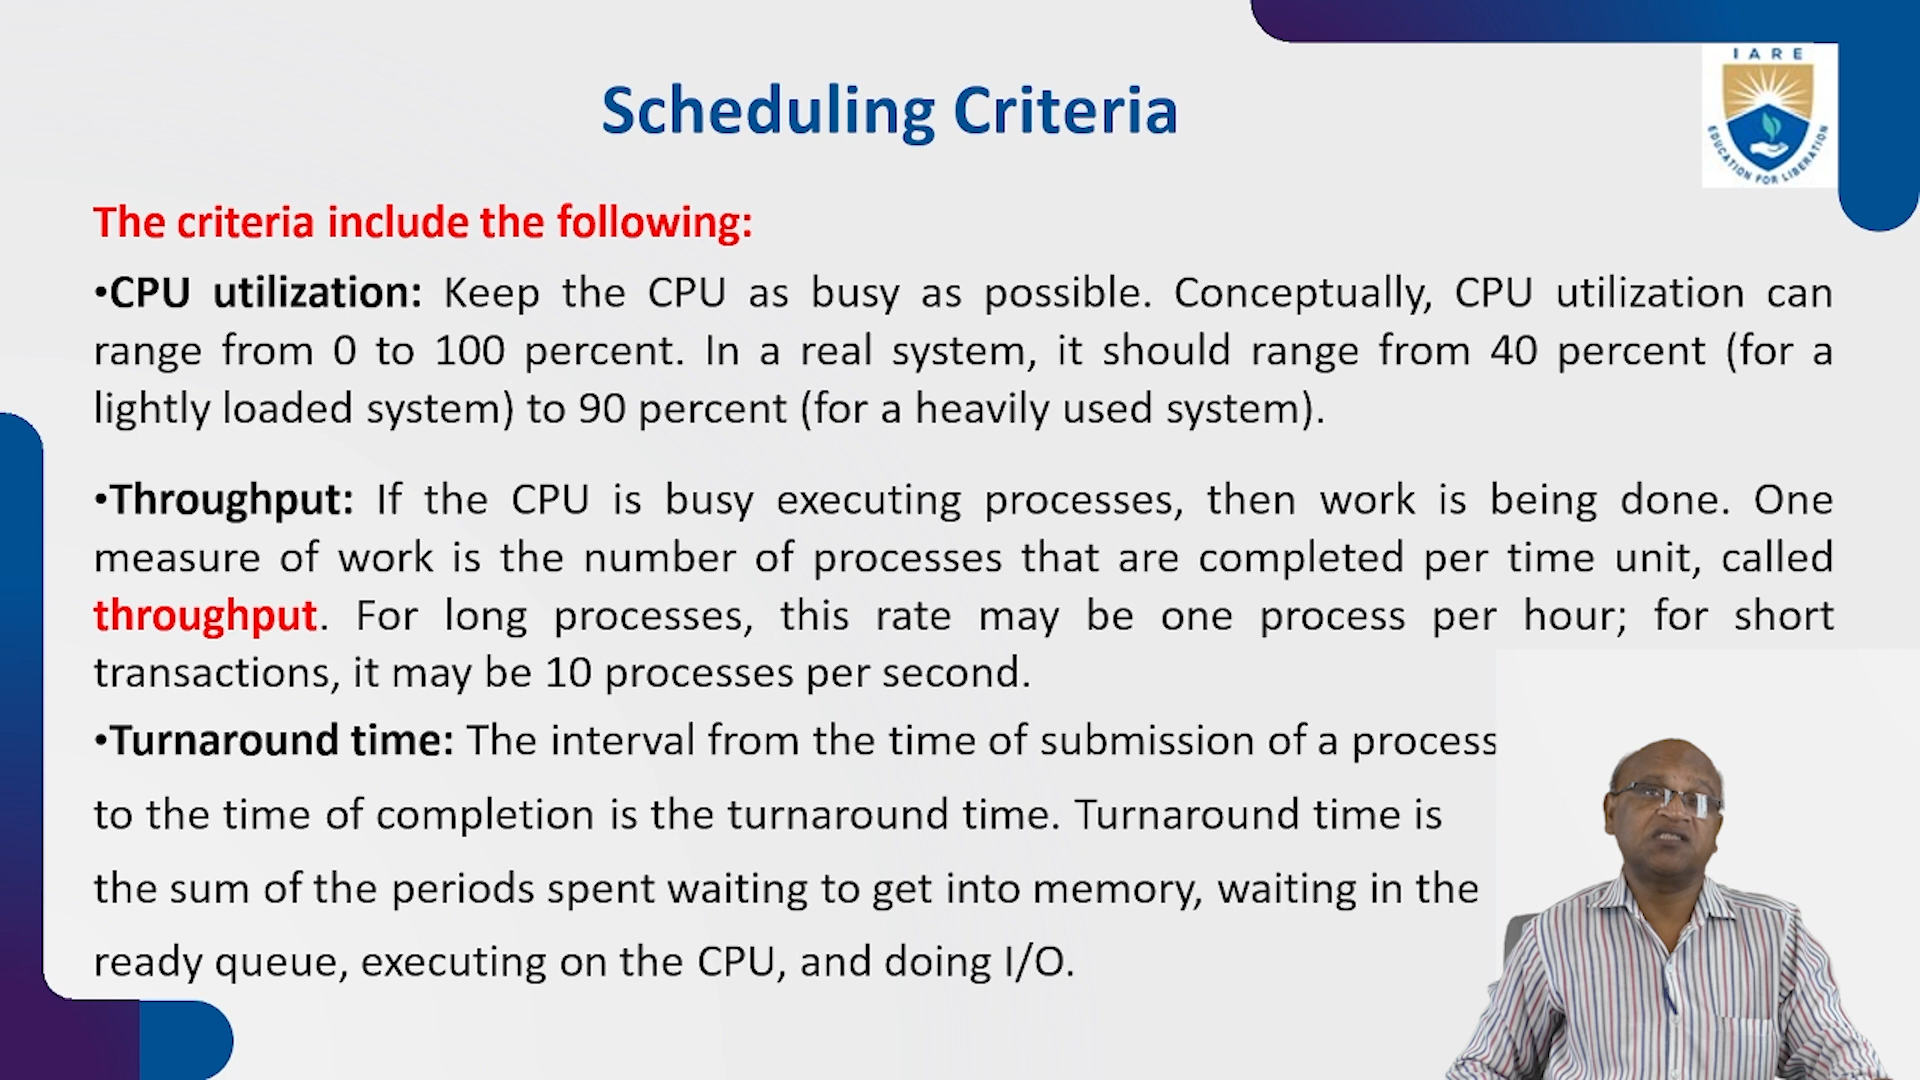 IARE
EDUCATION FOR LIBERATION
Scheduling Criteria
The criteria include the following:
•CPU utilization: Keep the CPU as busy as possible. Conceptually, CPU utilization can
range from 0 to 100 percent. In a real system, it should range from 40 percent (for a
lightly loaded system) to 90 percent (for a heavily used system).
•Throughput: If the CPU is busy executing processes, then work is being done. One
measure of work is the number of processes that are completed per time unit, called
throughput. For long processes, this rate may be one process per hour; for short
transactions, it may be 10 processes per second.
•Turnaround time: The interval from the time of submission of a process
to the time of completion is the turnaround time. Turnaround time is
the sum of the periods spent waiting to get into memory, waiting in the
ready queue, executing on the CPU, and doing I/O.